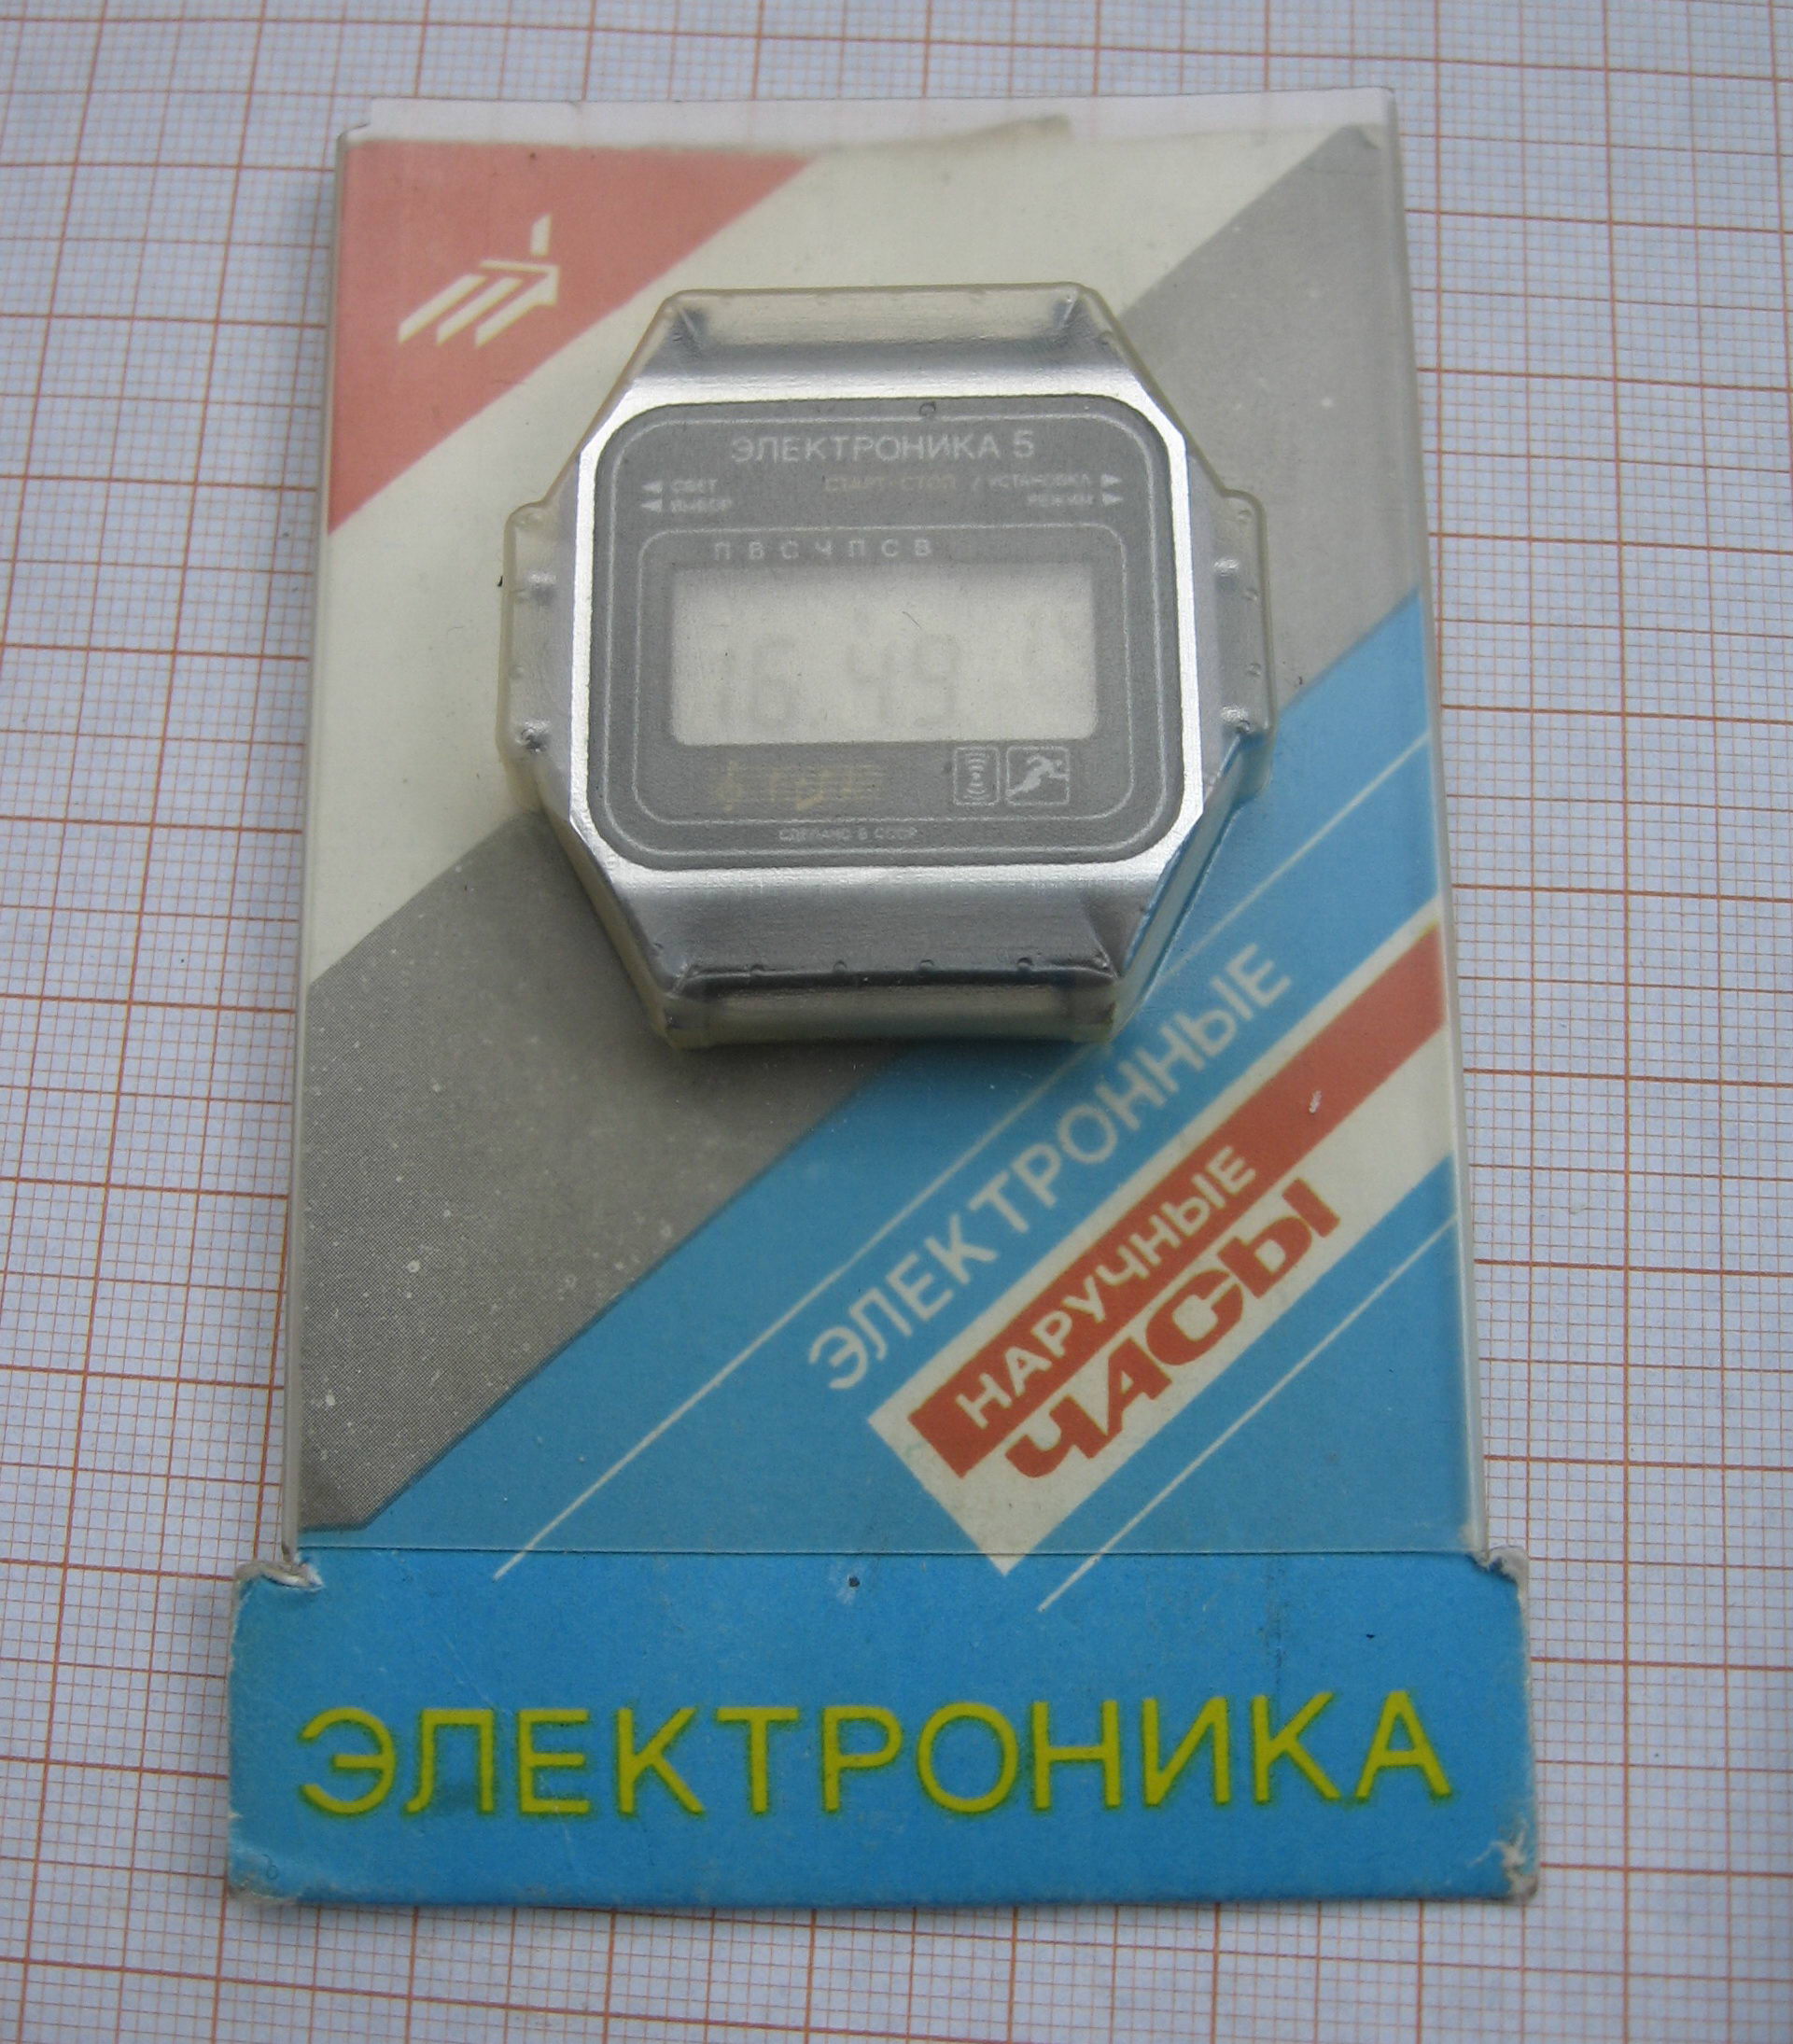 ЭЛЕКТРОНИКА 5
СВЕТ СТАРТ-СТОП / УСТАНОВКА
ВЫБОР РЕЖИМ
П В С Ч П С В
16 49
СДЕЛАНО В СССР
ЭЛЕКТРОННЫЕ
НАРУЧНЫЕ
ЧАСЫ
ЭЛЕКТРОНИКА